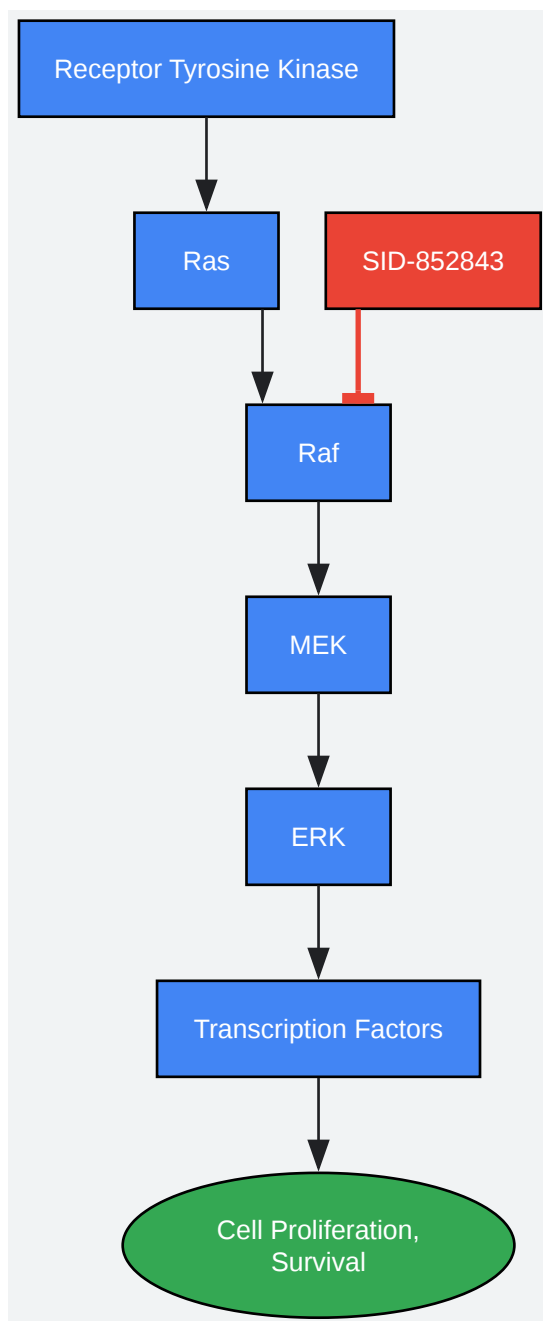 Receptor Tyrosine Kinase
Ras
SID-852843
Raf
MEK
ERK
Transcription Factors
Cell Proliferation,
Survival